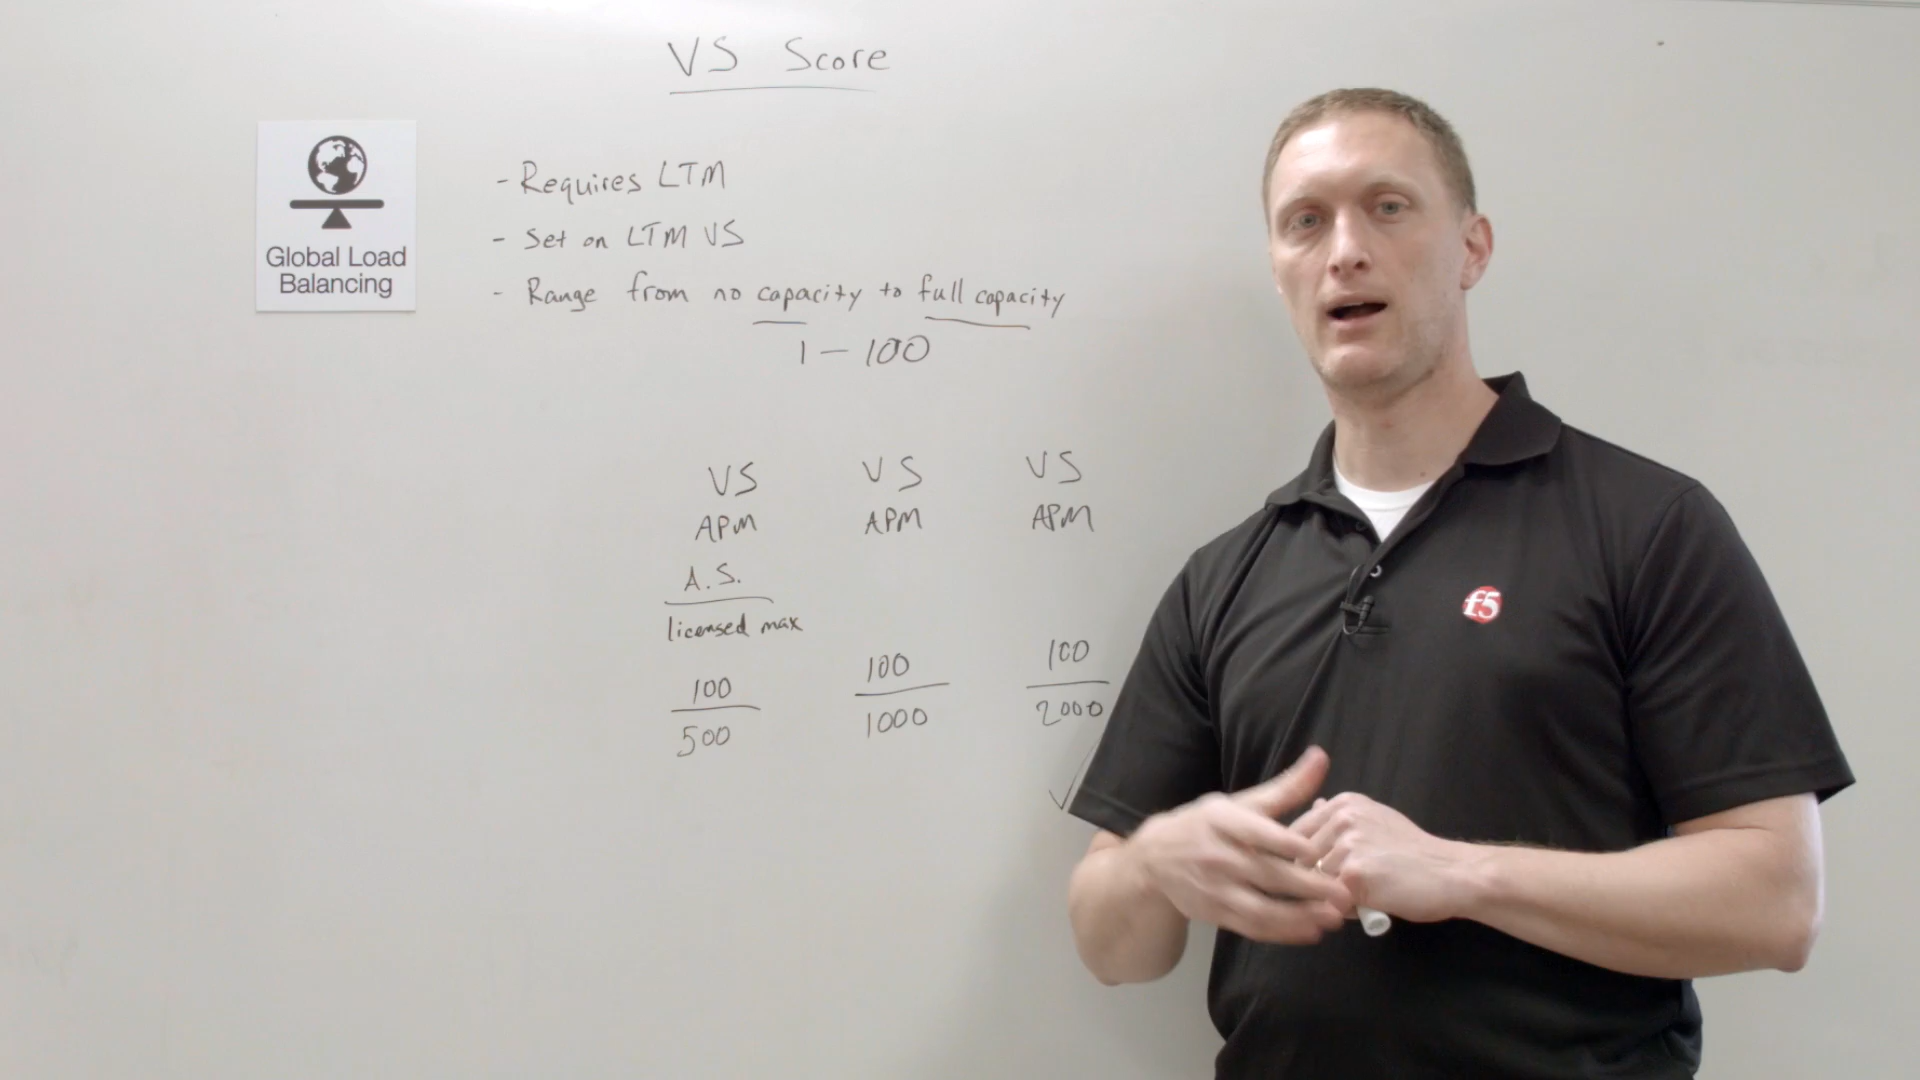 VS Score
Global Load
Balancing
- Requires LTM
- Set on LTM VS
- Range from no capacity to full capacity
1 - 100
VS VS VS
APM APM APM
A.S.
licensed max
100 100 100
500 1000 2000
f5